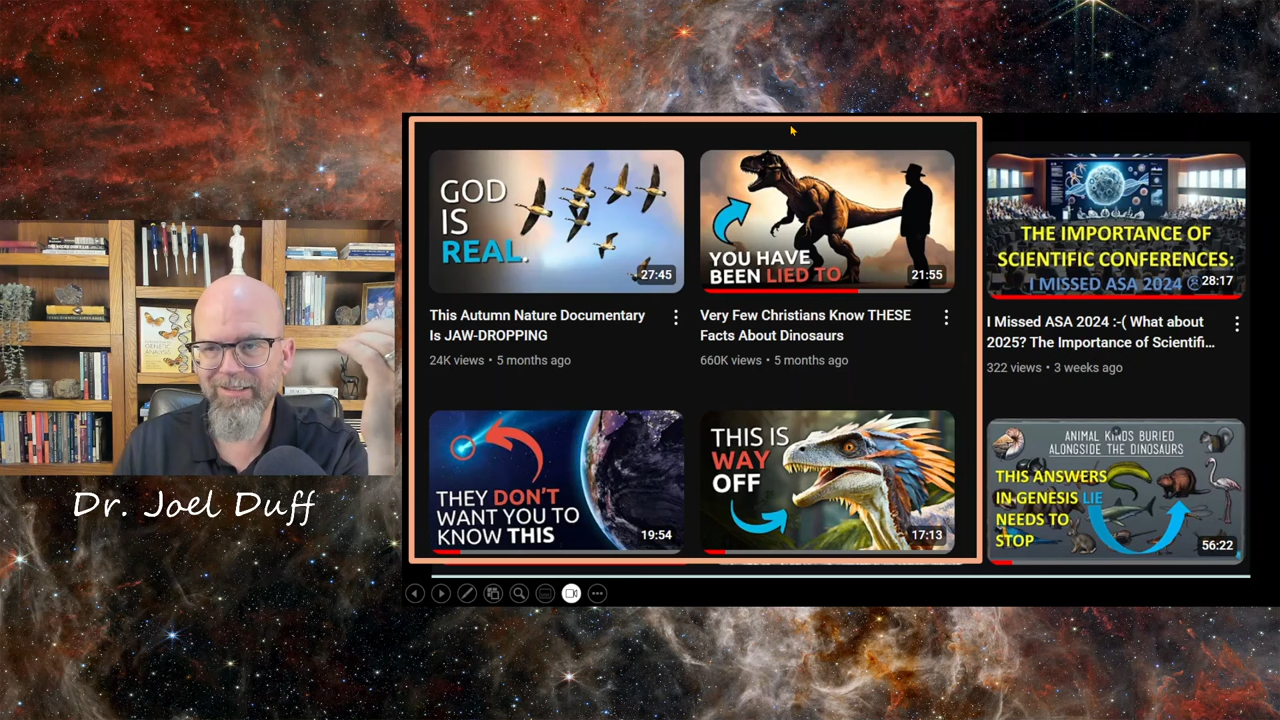 GOD
IS
REAL.
27:45
This Autumn Nature Documentary
Is JAW-DROPPING
24K views • 5 months ago
YOU HAVE
BEEN LIED TO
21:55
Very Few Christians Know THESE
Facts About Dinosaurs
660K views • 5 months ago
THE IMPORTANCE OF
SCIENTIFIC CONFERENCES:
I MISSED ASA 2024
28:17
I Missed ASA 2024 :-( What about
2025? The Importance of Scientifi...
322 views • 3 weeks ago
THEY DON'T
WANT YOU TO
KNOW THIS
19:54
THIS IS
WAY
OFF
17:13
ANIMAL KINDS BURIED
ALONGSIDE THE DINOSAURS
THIS ANSWERS
IN GENESIS LIE
NEEDS TO
STOP
56:22
Dr. Joel Duff